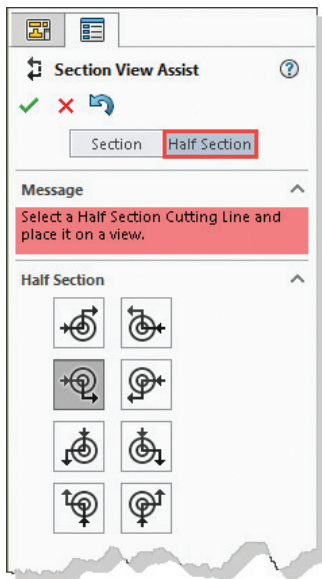 Section View Assist
Section Half Section
Message
Select a Half Section Cutting Line and
place it on a view.
Half Section